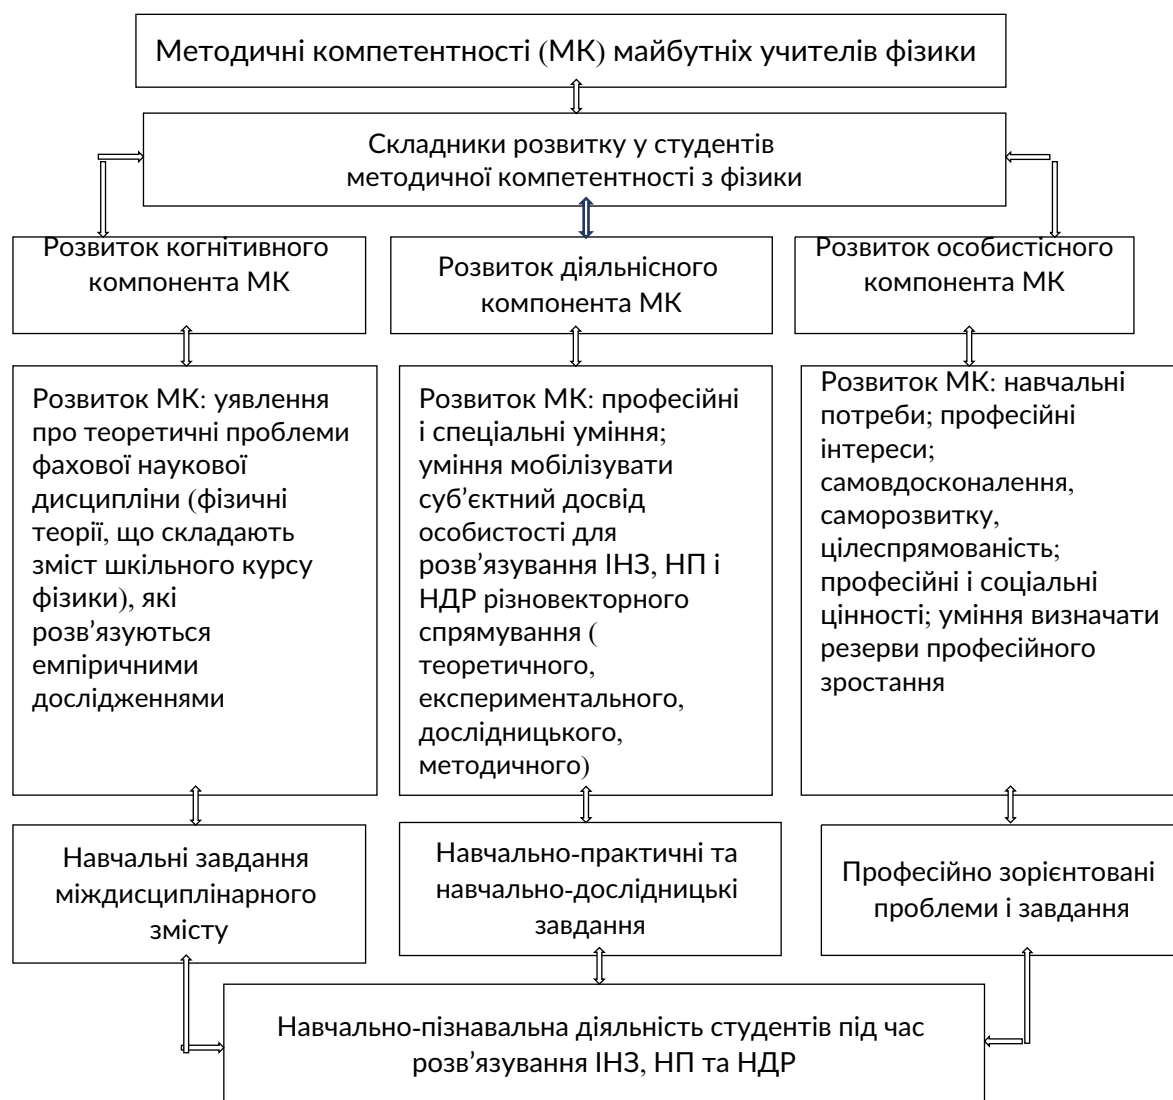 Методичні компетентності (МК) майбутніх учителів фізики
Складники розвитку у студентів
методичної компетентності з фізики
Розвиток когнітивного
компонента МК
Розвиток діяльнісного
компонента МК
Розвиток особистісного
компонента МК
Розвиток МК: уявлення
про теоретичні проблеми
фахової наукової
дисципліни (фізичні
теорії, що складають
зміст шкільного курсу
фізики), які
розв’язуються
емпіричними
дослідженнями
Розвиток МК: професійні
і спеціальні уміння;
уміння мобілізувати
суб’єктний досвід
особистості для
розв’язування ІНЗ, НП і
НДР різновекторного
спрямування (
теоретичного,
експериментального,
дослідницького,
методичного)
Розвиток МК: навчальні
потреби; професійні
інтереси;
самовдосконалення,
саморозвитку,
цілеспрямованість;
професійні і соціальні
цінності; уміння визначати
резерви професійного
зростання
Навчальні завдання
міждисциплінарного
змісту
Навчально-практичні та
навчально-дослідницькі
завдання
Професійно зорієнтовані
проблеми і завдання
Навчально-пізнавальна діяльність студентів під час
розв’язування ІНЗ, НП та НДР